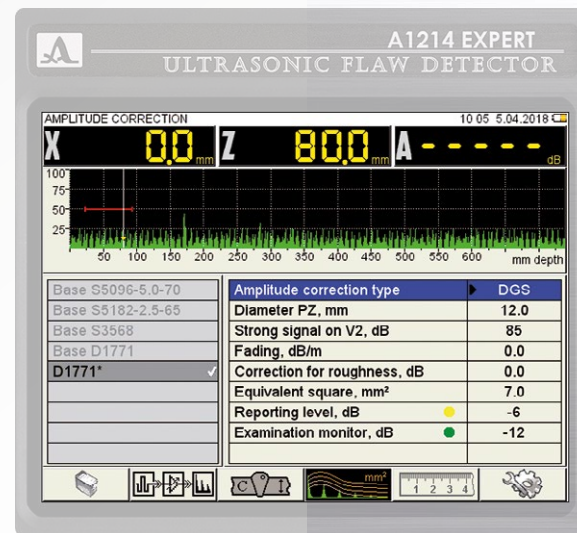 A1214 EXPERT
ULTRASONIC FLAW DETECTOR
AMPLITUDE CORRECTION 10 05 5.04.2018
X 0.0 mm Z 80.0 mm A - - - - - dB
100
75
50
25
50 100 150 200 250 300 350 400 450 500 550 600 mm depth
Base S5096-5.0-70 Amplitude correction type DGS
Base S5182-2.5-65 Diameter PZ, mm 12.0
Base S3568 Strong signal on V2, dB 85
Base D1771 Fading, dB/m 0.0
D1771* Correction for roughness, dB 0.0
Equivalent square, mm² 7.0
Reporting level, dB -6
Examination monitor, dB -12
C mm² 1 2 3 4